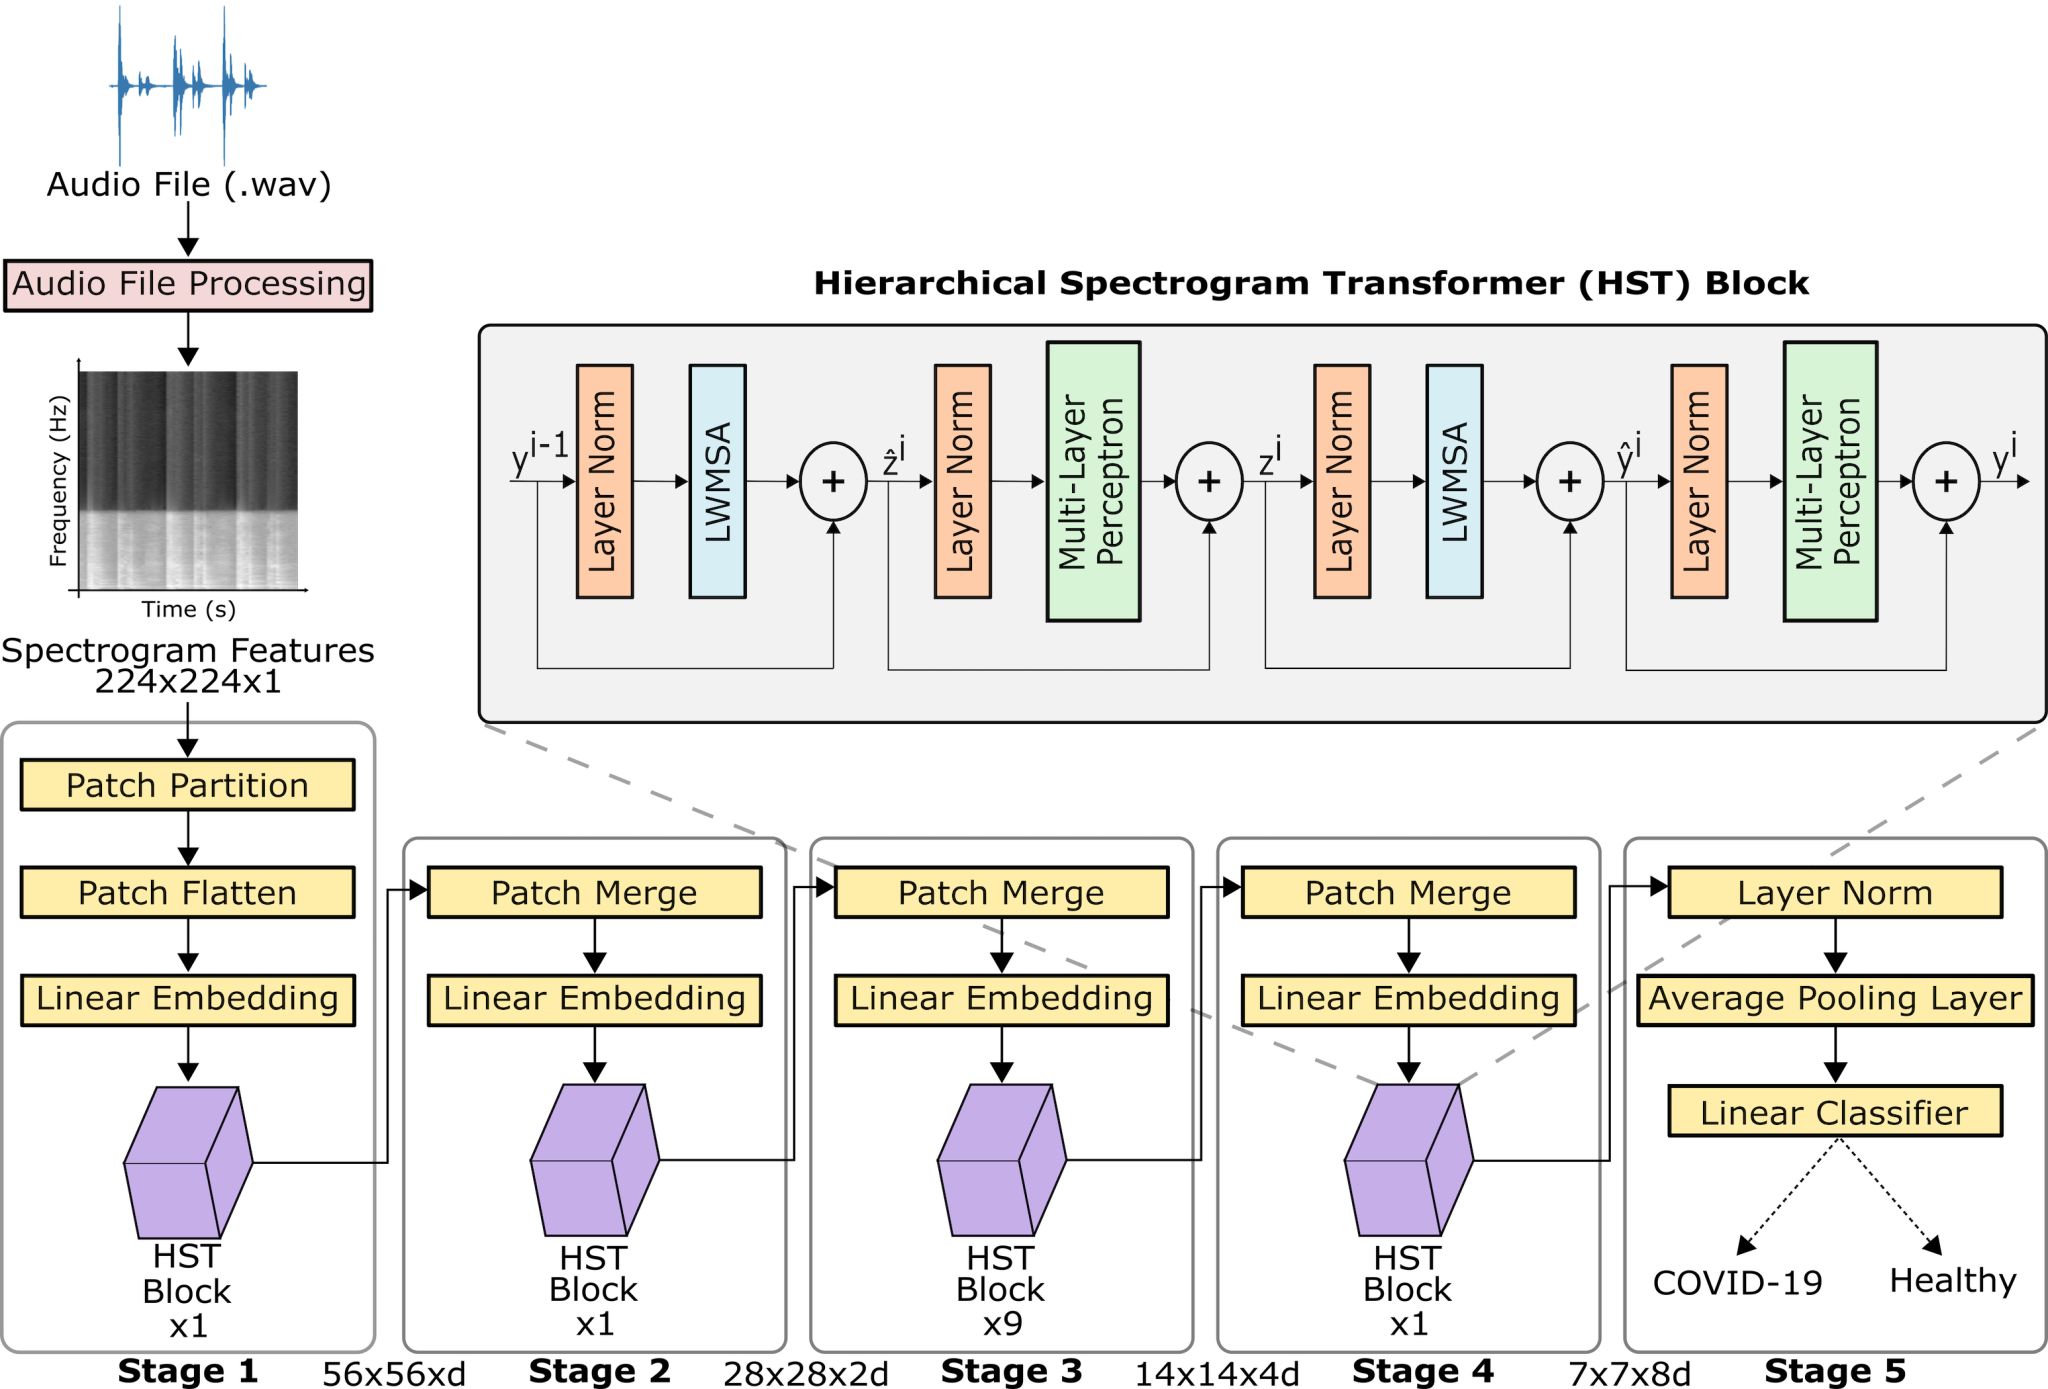 Audio File (.wav)
Audio File Processing
Frequency (Hz)
Time (s)
Spectrogram Features
224x224x1
Hierarchical Spectrogram Transformer (HST) Block
y^{i-1}
Layer Norm
LWMSA
+
ẑ^i
Layer Norm
Multi-Layer
Perceptron
+
z^i
Layer Norm
LWMSA
+
ŷ^i
Layer Norm
Multi-Layer
Perceptron
+
y^i
Patch Partition
Patch Flatten
Linear Embedding
HST
Block
x1
Stage 1
56x56xd
Patch Merge
Linear Embedding
HST
Block
x1
Stage 2
28x28x2d
Patch Merge
Linear Embedding
HST
Block
x9
Stage 3
14x14x4d
Patch Merge
Linear Embedding
HST
Block
x1
Stage 4
7x7x8d
Layer Norm
Average Pooling Layer
Linear Classifier
COVID-19
Healthy
Stage 5